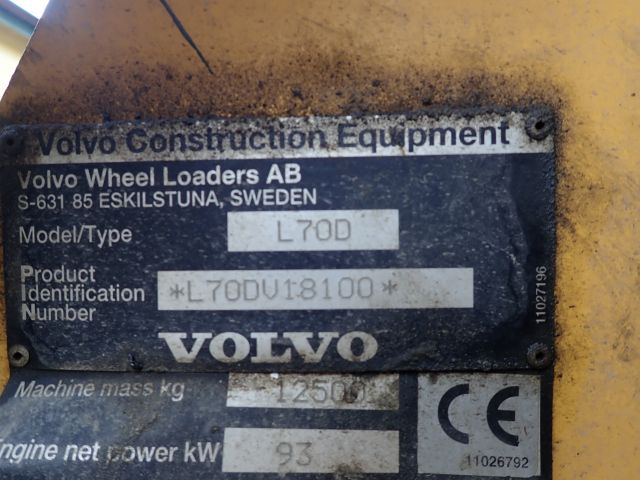 Volvo Construction Equipment
Volvo Wheel Loaders AB
S-631 85 ESKILSTUNA, SWEDEN
Model/Type L70D
Product
Identification
Number
*L70DV18100*
11027196
VOLVO
Machine mass kg 12500
Engine net power kW 93
CE
11026792